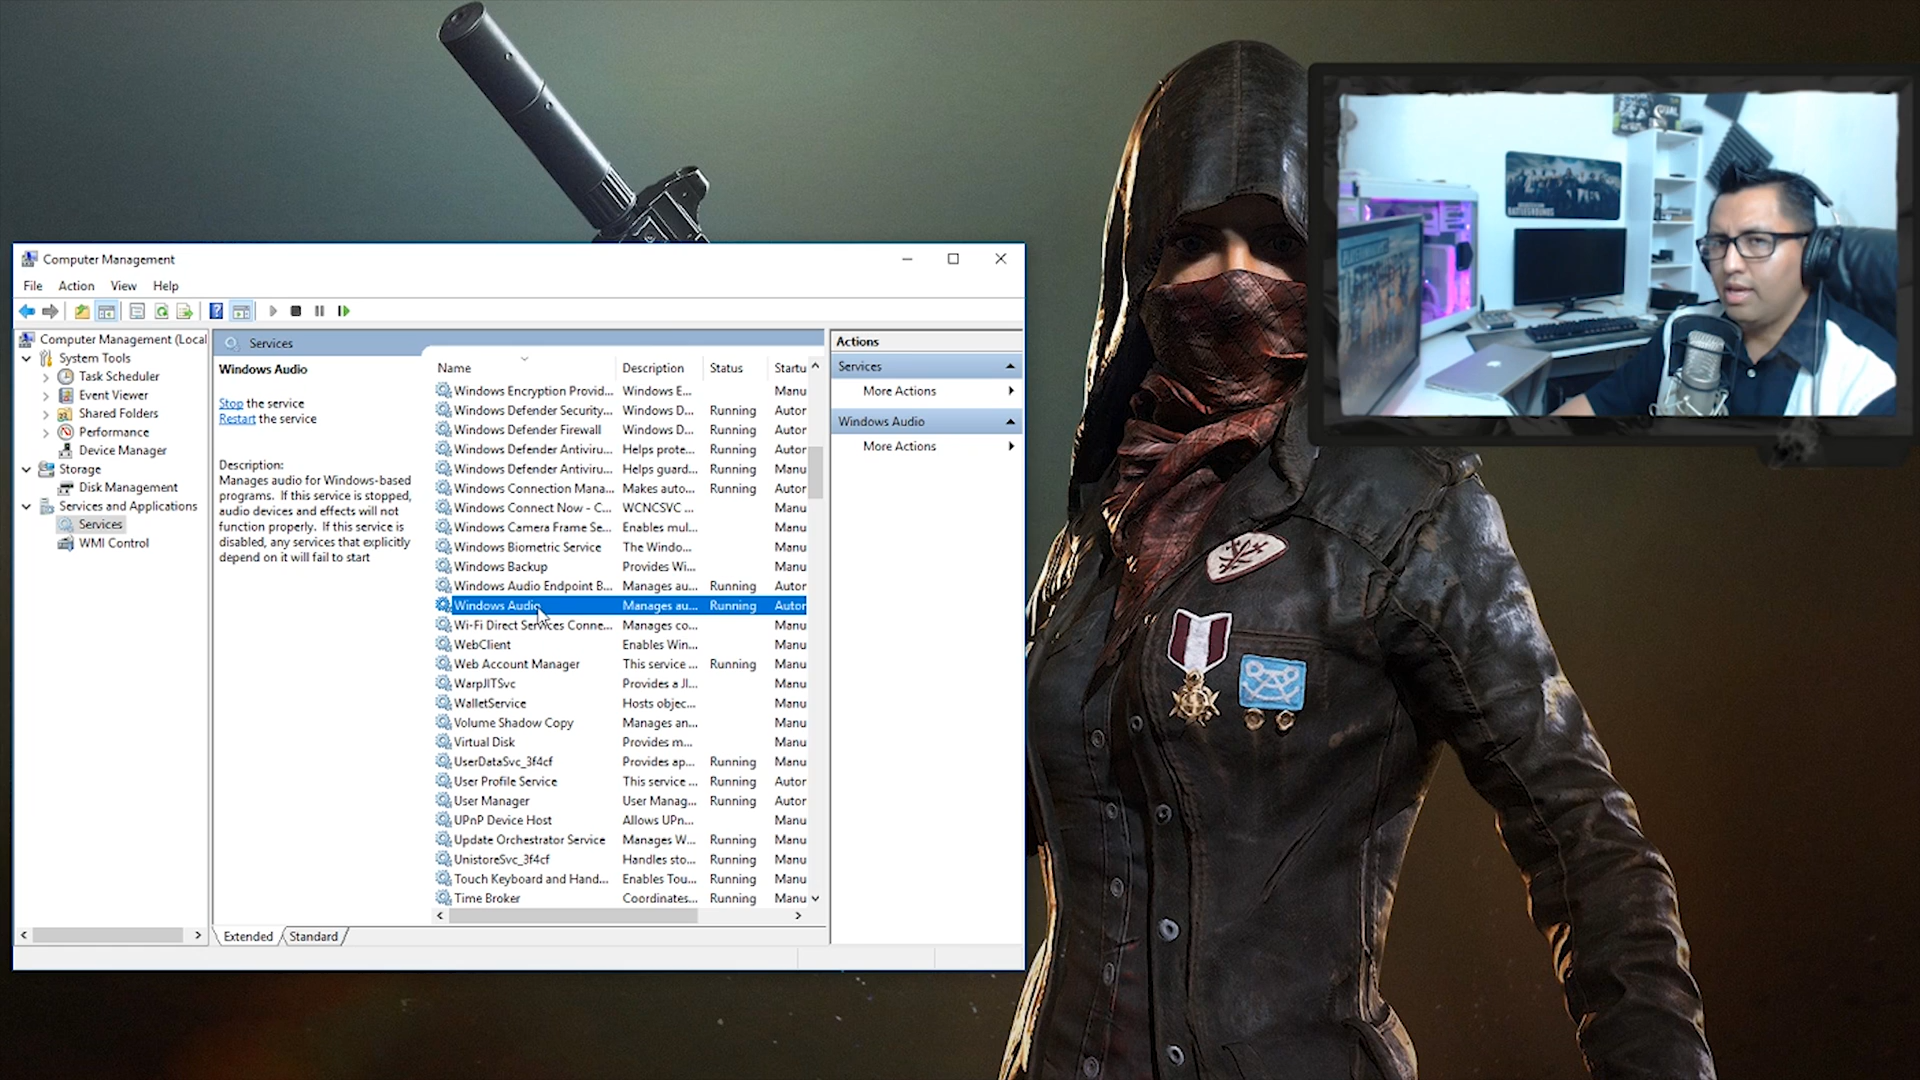 Computer Management
File Action View Help
Computer Management (Local
System Tools
Task Scheduler
Event Viewer
Shared Folders
Performance
Device Manager
Storage
Disk Management
Services and Applications
Services
WMI Control
Services
Windows Audio
Stop the service
Restart the service
Description:
Manages audio for Windows-based
programs. If this service is stopped,
audio devices and effects will not
function properly. If this service is
disabled, any services that explicitly
depend on it will fail to start
Name Description Status Startu
Windows Encryption Provid... Windows E... Manu
Windows Defender Security... Windows D... Running Autor
Windows Defender Firewall Windows D... Running Autor
Windows Defender Antiviru... Helps prote... Running Autor
Windows Defender Antiviru... Helps guard... Running Manu
Windows Connection Mana... Makes auto... Running Autor
Windows Connect Now - C... WCNCSVC ... Manu
Windows Camera Frame Se... Enables mul... Manu
Windows Biometric Service The Windo... Manu
Windows Backup Provides Wi... Manu
Windows Audio Endpoint B... Manages au... Running Autor
Windows Audio Manages au... Running Autor
Wi-Fi Direct Services Conne... Manages co... Manu
WebClient Enables Win... Manu
Web Account Manager This service ... Running Manu
WarpJITSvc Provides a JI... Manu
WalletService Hosts objec... Manu
Volume Shadow Copy Manages an... Manu
Virtual Disk Provides m... Manu
UserDataSvc_3f4cf Provides ap... Running Manu
User Profile Service This service ... Running Autor
User Manager User Manag... Running Autor
UPnP Device Host Allows UPn... Manu
Update Orchestrator Service Manages W... Running Manu
UnistoreSvc_3f4cf Handles sto... Running Manu
Touch Keyboard and Hand... Enables Tou... Running Manu
Time Broker Coordinates... Running Manu
Extended Standard
Actions
Services
More Actions
Windows Audio
More Actions
BATTLEGROUNDS